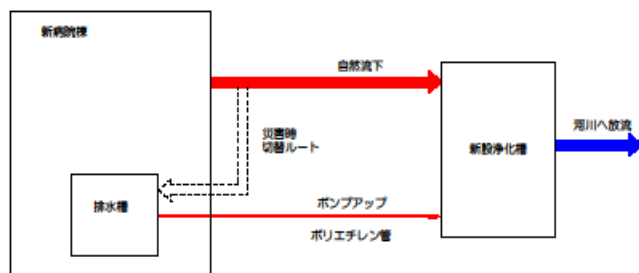 新病院棟
自然流下
災害時
切替ルート
新設浄化槽
河川へ放流
排水槽
ポンプアップ
ポリエチレン管